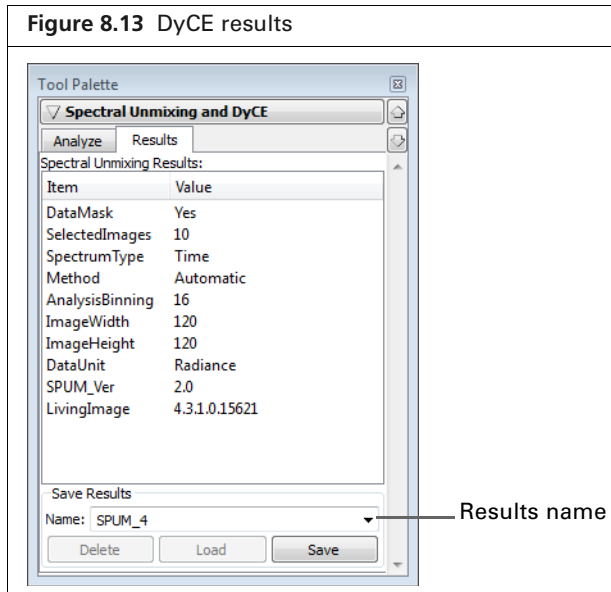 Figure 8.13 DyCE results
Tool Palette
Spectral Unmixing and DyCE
Analyze Results
Spectral Unmixing Results:
Item Value
DataMask Yes
SelectedImages 10
SpectrumType Time
Method Automatic
AnalysisBinning 16
ImageWidth 120
ImageHeight 120
DataUnit Radiance
SPUM_Ver 2.0
LivingImage 4.3.1.0.15621
Save Results
Name: SPUM_4
Results name
Delete Load Save